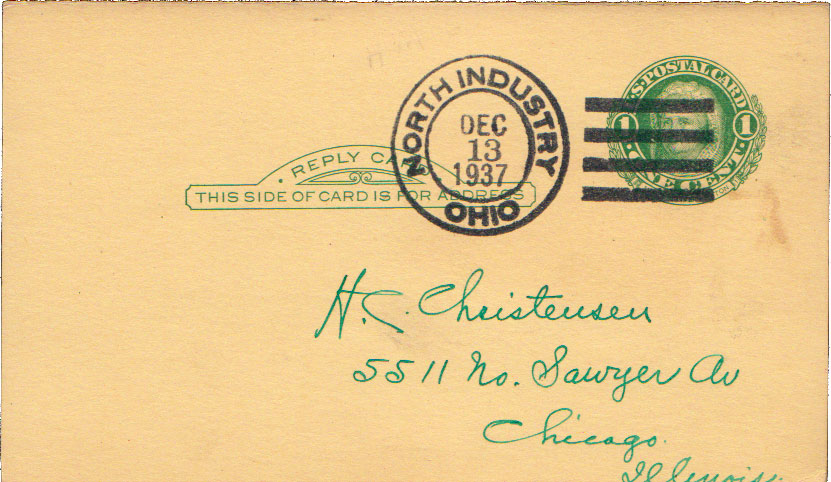 NORTH INDUSTRY
OHIO
DEC
13
1937
U.S. POSTAL CARD
1 1
ONE CENT
REPLY CARD
THIS SIDE OF CARD IS FOR ADDRESS
H. C. Christensen
5511 No. Sawyer Av
Chicago.
Illinois.